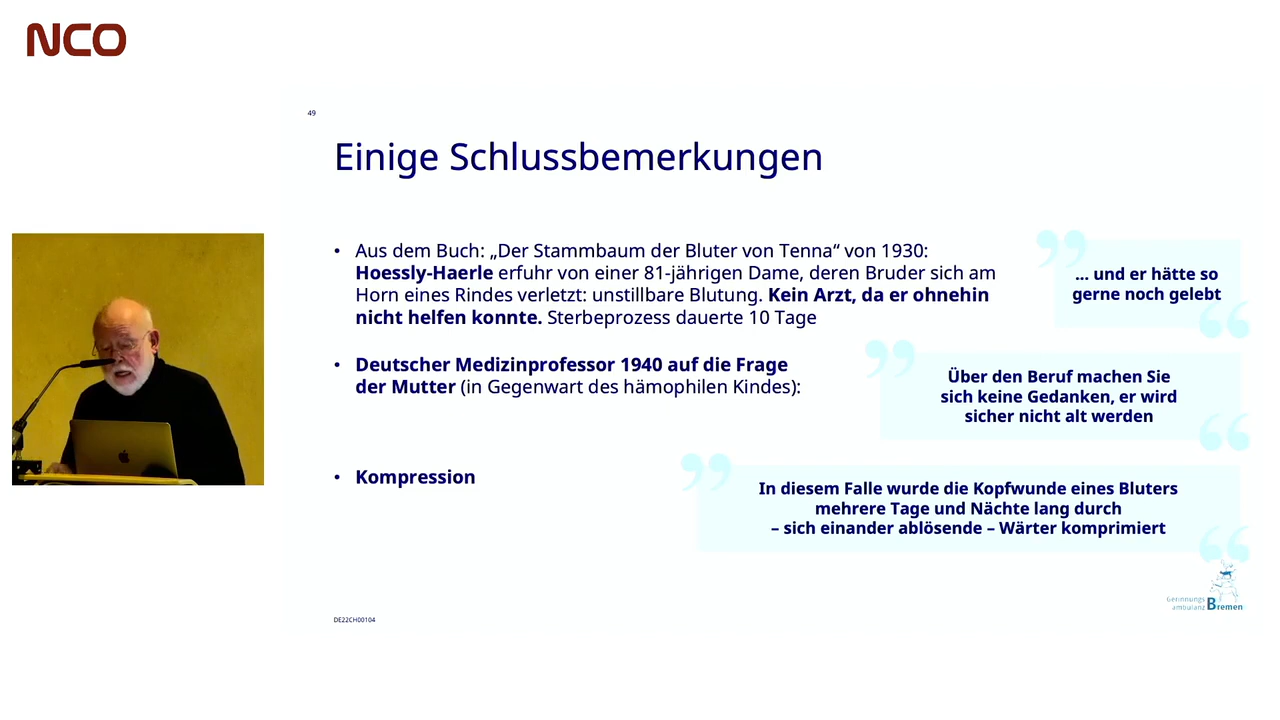 NCO
49
Einige Schlussbemerkungen
• Aus dem Buch: „Der Stammbaum der Bluter von Tenna“ von 1930:
Hoessly-Haerle erfuhr von einer 81-jährigen Dame, deren Bruder sich am
Horn eines Rindes verletzt: unstillbare Blutung. Kein Arzt, da er ohnehin
nicht helfen konnte. Sterbeprozess dauerte 10 Tage
... und er hätte so
gerne noch gelebt
• Deutscher Medizinprofessor 1940 auf die Frage
der Mutter (in Gegenwart des hämophilen Kindes):
Über den Beruf machen Sie
sich keine Gedanken, er wird
sicher nicht alt werden
• Kompression
In diesem Falle wurde die Kopfwunde eines Bluters
mehrere Tage und Nächte lang durch
– sich einander ablösende – Wärter komprimiert
Gerinnungs
ambulanz Bremen
DE22CH00104